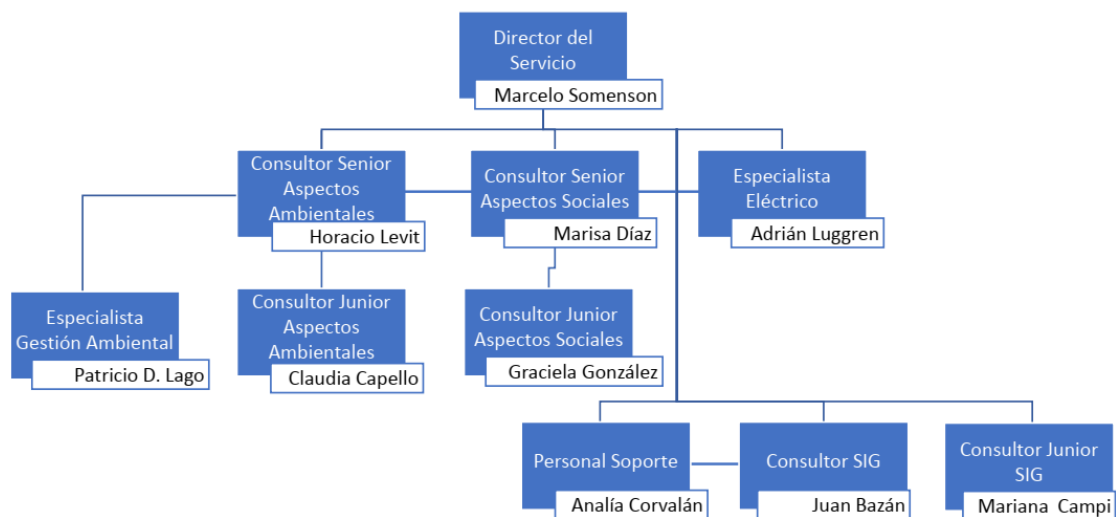 Director del
Servicio
Marcelo Somenson
Consultor Senior
Aspectos
Ambientales
Horacio Levit
Consultor Senior
Aspectos Sociales
Marisa Díaz
Especialista
Eléctrico
Adrián Luggren
Especialista
Gestión Ambiental
Patricio D. Lago
Consultor Junior
Aspectos
Ambientales
Claudia Capello
Consultor Junior
Aspectos Sociales
Graciela González
Personal Soporte
Analía Corvalán
Consultor SIG
Juan Bazán
Consultor Junior
SIG
Mariana Campi